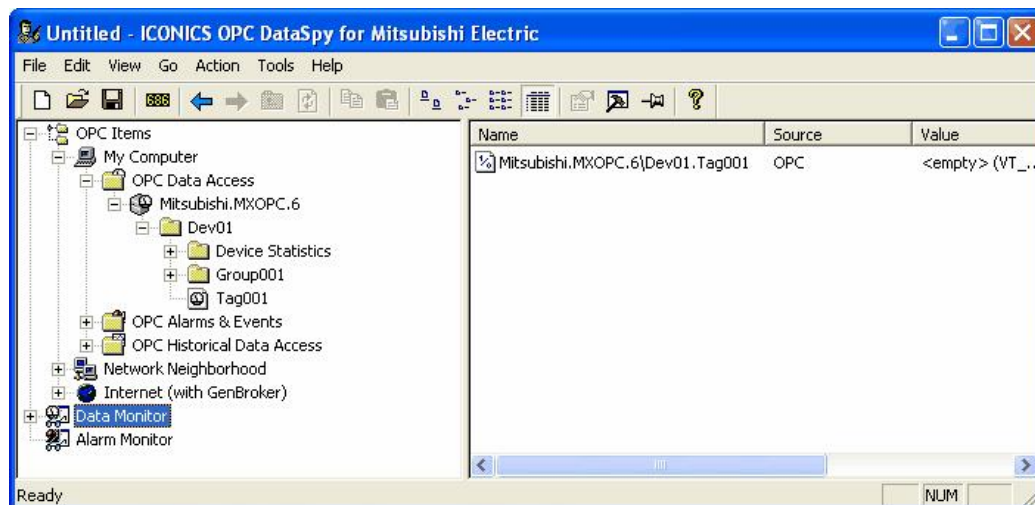 Untitled - ICONICS OPC DataSpy for Mitsubishi Electric
File Edit View Go Action Tools Help
OPC Items
My Computer
OPC Data Access
Mitsubishi.MXOPC.6
Dev01
Device Statistics
Group001
Tag001
OPC Alarms & Events
OPC Historical Data Access
Network Neighborhood
Internet (with GenBroker)
Data Monitor
Alarm Monitor
Name Source Value
Mitsubishi.MXOPC.6\Dev01.Tag001 OPC <empty> (VT_...
Ready NUM